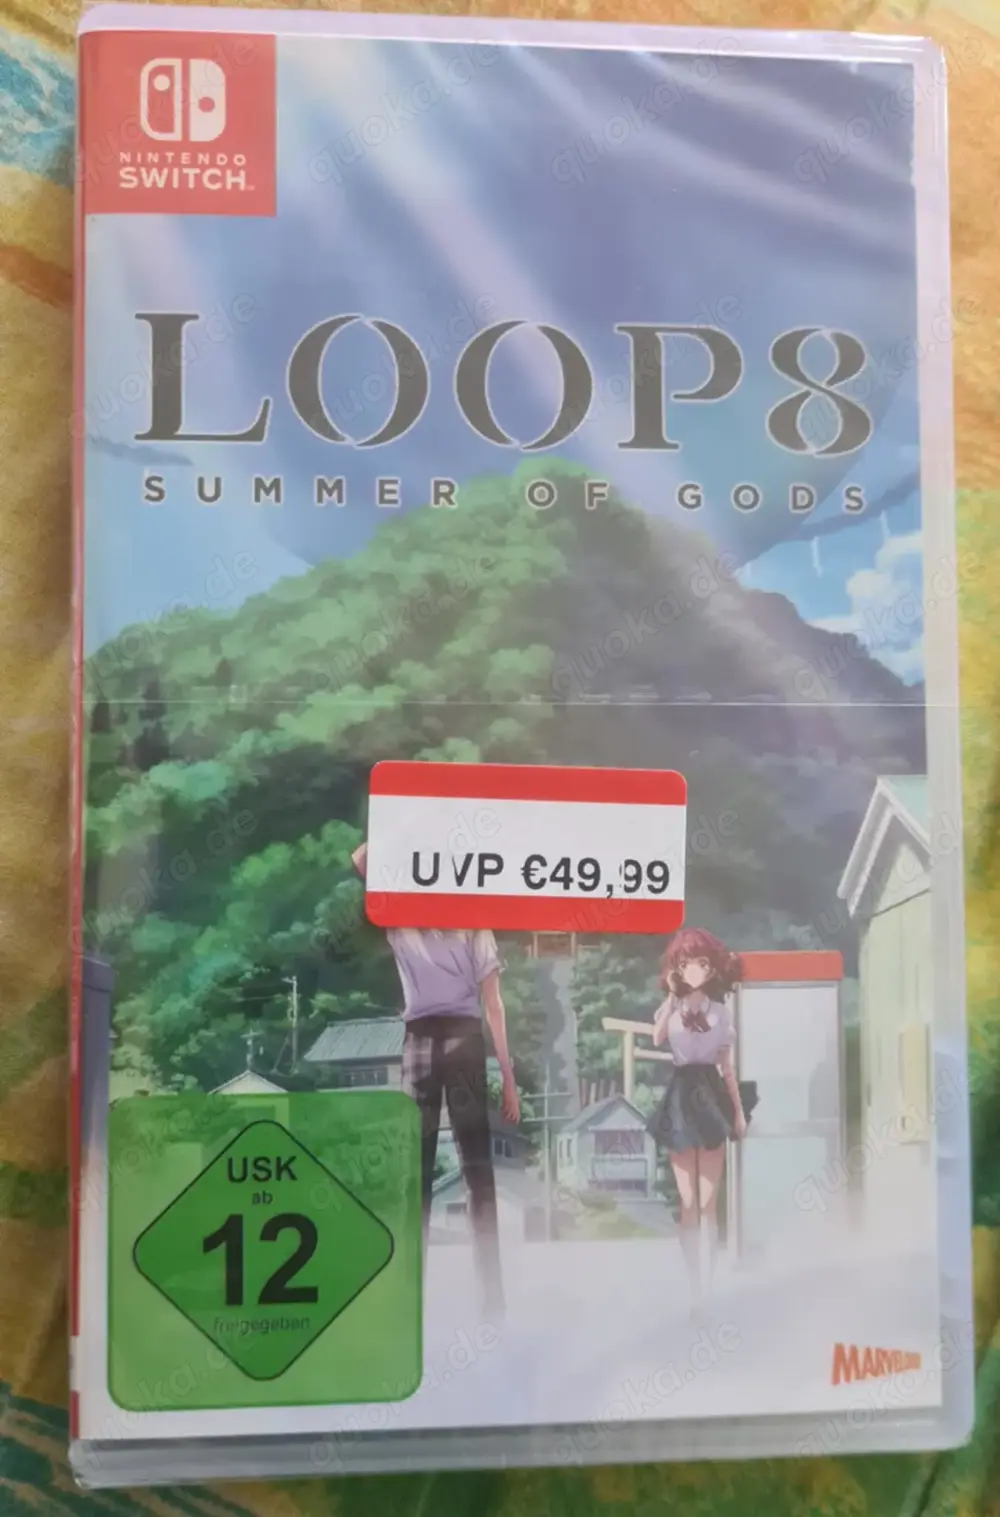 NINTENDO
SWITCH
LOOP8
SUMMER OF GODS
UVP €49,99
USK
ab
12
freigegeben
MARVELOUS
quoka.de